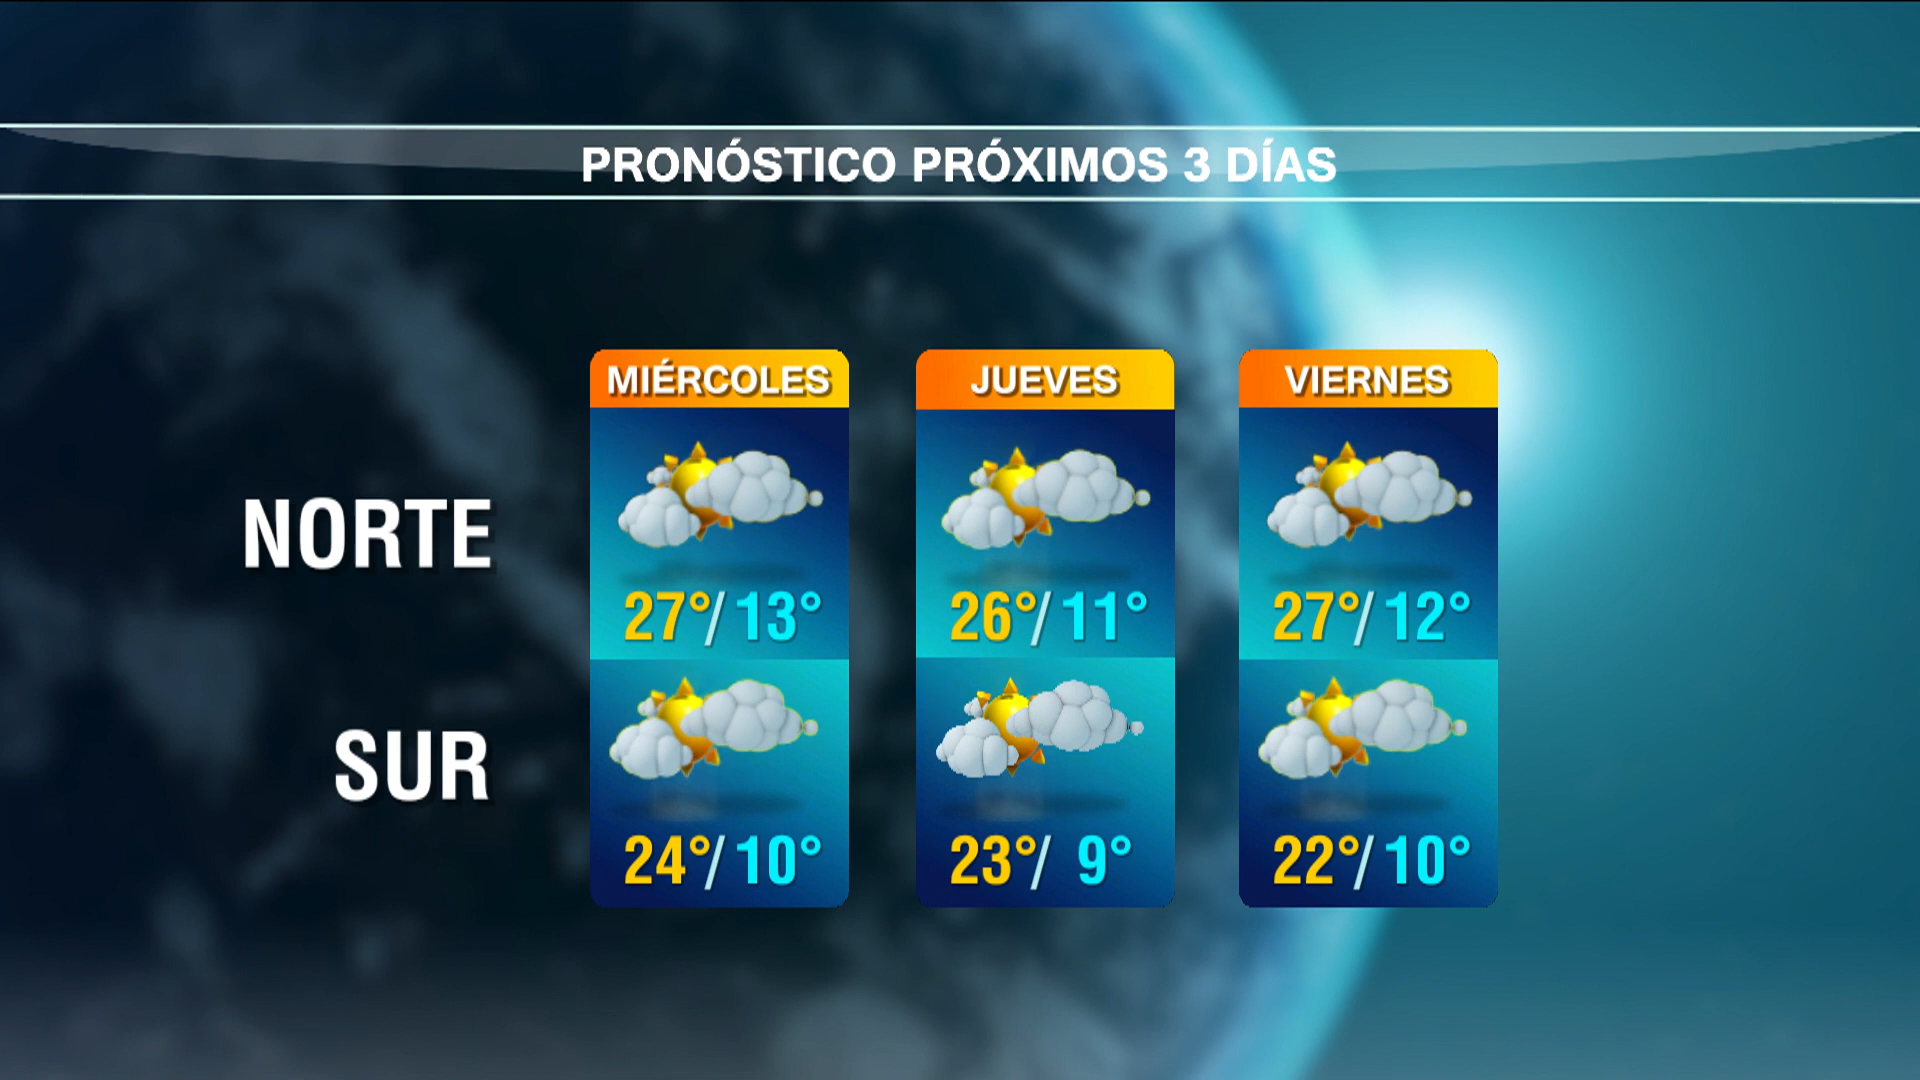 PRONÓSTICO PRÓXIMOS 3 DÍAS
MIÉRCOLES JUEVES VIERNES
NORTE
27°/13° 26°/11° 27°/12°
SUR
24°/10° 23°/ 9° 22°/10°